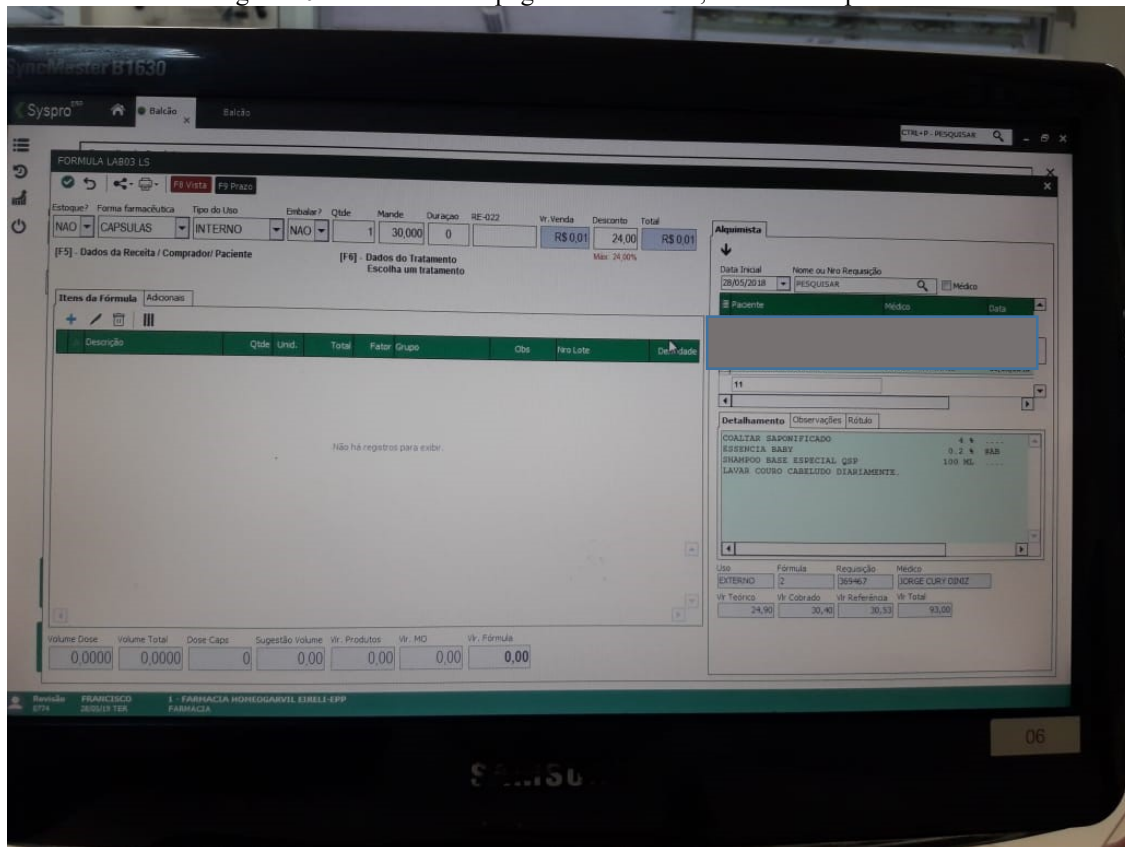 SyncMaster B1630
Syspro ERP Balcão x Balcão
CTRL+P - PESQUISAR
FORMULA LAB03 LS
F8 Vista F9 Prazo
Estoque? Forma farmacêutica Tipo do Uso Embalar? Qtde Mande Duraçao RE-022 Vr.Venda Desconto Total
NAO CAPSULAS INTERNO NAO 1 30,000 0 R$ 0,01 24,00 R$ 0,01
Máx: 24,00%
[F5] - Dados da Receita / Comprador/ Paciente [F6] - Dados do Tratamento
Escolha um tratamento
Itens da Fórmula Adicionais
Descrição Qtde Unid. Total Fator Grupo Obs Nro Lote
Não há registros para exibir.
Volume Dose Volume Total Dose Caps Sugestão Volume Vlr. Produtos Vlr. MO Vlr. Fórmula
0,0000 0,0000 0 0,00 0,00 0,00 0,00
Alquimista
Data Inicial Nome ou Nro Requisição
28/05/2018 PESQUISAR Médico
Paciente Médico Data
11
Detalhamento Observações Rótulo
COALTAR SAPONIFICADO 4 % ....
ESSENCIA BABY 0.2 % BAB
SHAMPOO BASE ESPECIAL QSP 100 ML ....
LAVAR COURO CABELUDO DIARIAMENTE.
Uso Fórmula Requisição Médico
EXTERNO 2 369467 JORGE CURY DINIZ
Vlr Teórico Vlr Cobrado Vlr Referência Vlr Total
24,90 30,40 30,53 93,00
Revisão FRANCISCO 1 - FARMACIA HOMEOGARVIL EIRELI-EPP
TER FARMACIA
06